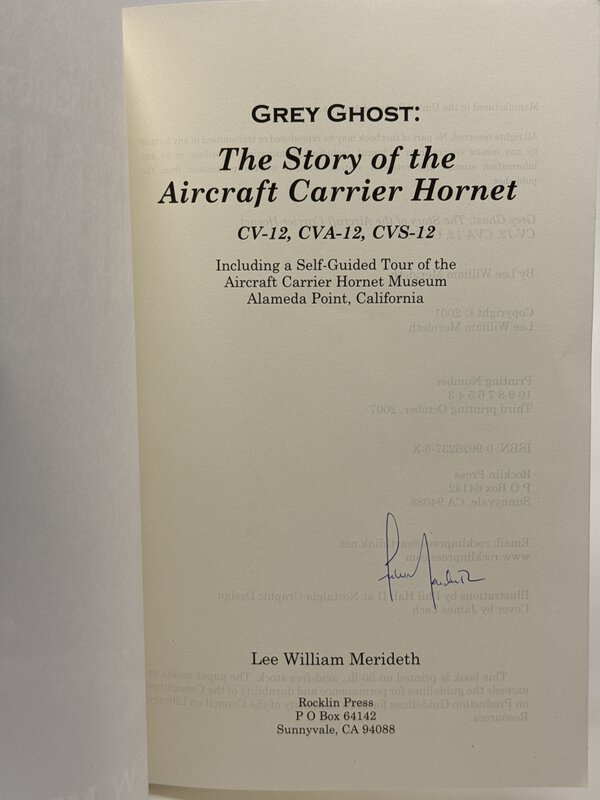 GREY GHOST:
The Story of the
Aircraft Carrier Hornet
CV-12, CVA-12, CVS-12
Including a Self-Guided Tour of the
Aircraft Carrier Hornet Museum
Alameda Point, California
Lee William Merideth
Rocklin Press
P O Box 64142
Sunnyvale, CA 94088